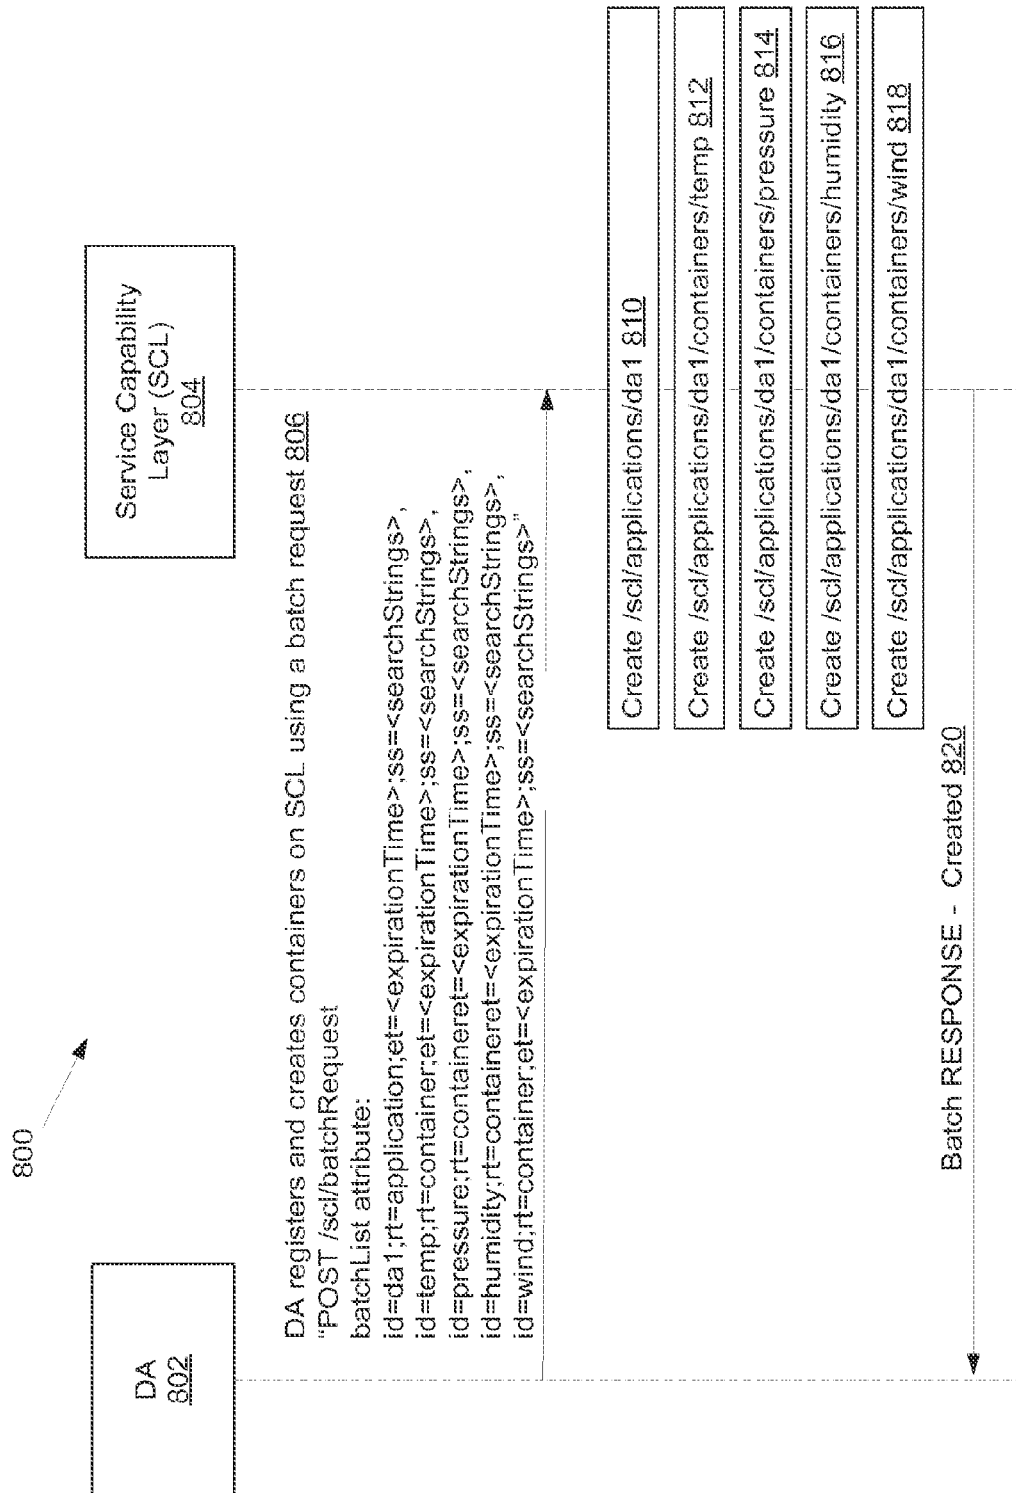 800
DA
802
Service Capability
Layer (SCL)
804
DA registers and creates containers on SCL using a batch request 806
"POST /scl/batchRequest
batchList attribute:
id=da1;rt=application;et=<expirationTime>;ss=<searchStrings>,
id=temp;rt=container;et=<expirationTime>;ss=<searchStrings>,
id=pressure;rt=containeret=<expirationTime>;ss=<searchStrings>,
id=humidity;rt=containeret=<expirationTime>;ss=<searchStrings>,
id=wind;rt=container;et=<expirationTime>;ss=<searchStrings>"
Create /scl/applications/da1 810
Create /scl/applications/da1/containers/temp 812
Create /scl/applications/da1/containers/pressure 814
Create /scl/applications/da1/containers/humidity 816
Create /scl/applications/da1/containers/wind 818
Batch RESPONSE - Created 820